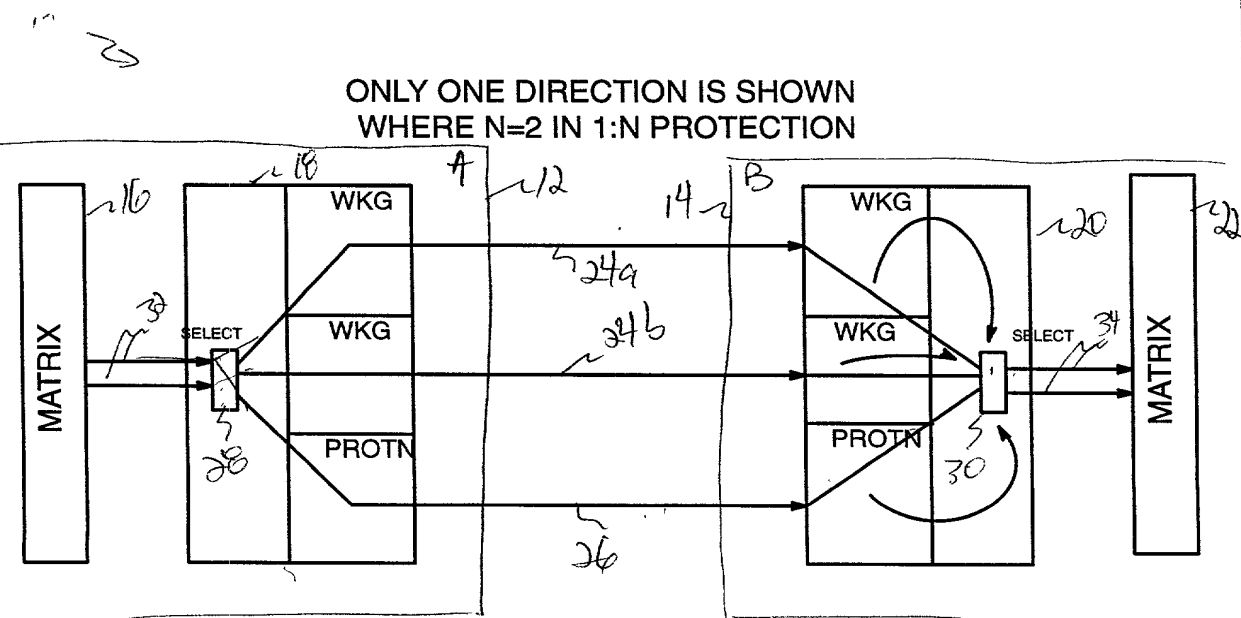 ONLY ONE DIRECTION IS SHOWN
WHERE N=2 IN 1:N PROTECTION
18
A
12
14
B
16
WKG
WKG
20
22
24a
32
SELECT
WKG
24b
WKG
SELECT
34
MATRIX
MATRIX
28
PROTN
PROTN
30
26